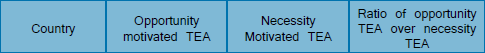 Country
Opportunity
motivated TEA
Necessity
Motivated TEA
Ratio of opportunity
TEA over necessity
TEA